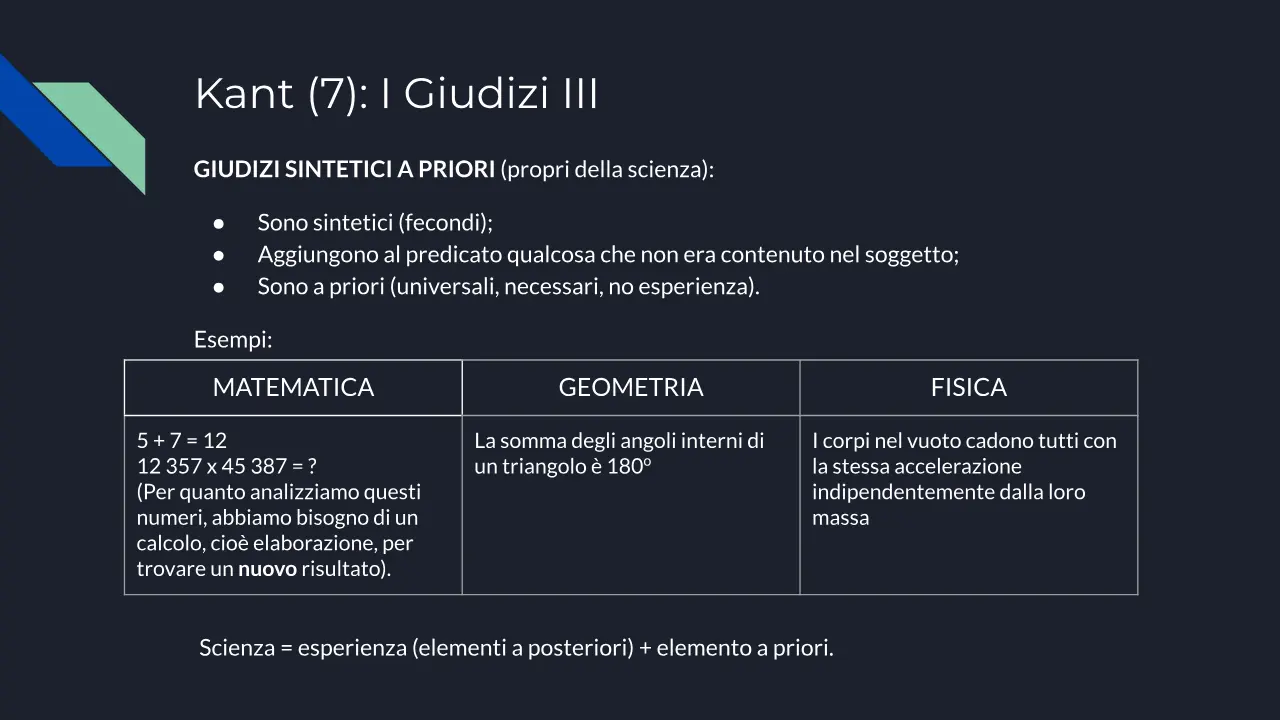 Kant (7): I Giudizi III
GIUDIZI SINTETICI A PRIORI (propri della scienza):
● Sono sintetici (fecondi);
● Aggiungono al predicato qualcosa che non era contenuto nel soggetto;
● Sono a priori (universali, necessari, no esperienza).
Esempi:
MATEMATICA
5 + 7 = 12
12 357 x 45 387 = ?
(Per quanto analizziamo questi
numeri, abbiamo bisogno di un
calcolo, cioè elaborazione, per
trovare un nuovo risultato).
GEOMETRIA
La somma degli angoli interni di
un triangolo è 180º
FISICA
I corpi nel vuoto cadono tutti con
la stessa accelerazione
indipendentemente dalla loro
massa
Scienza = esperienza (elementi a posteriori) + elemento a priori.